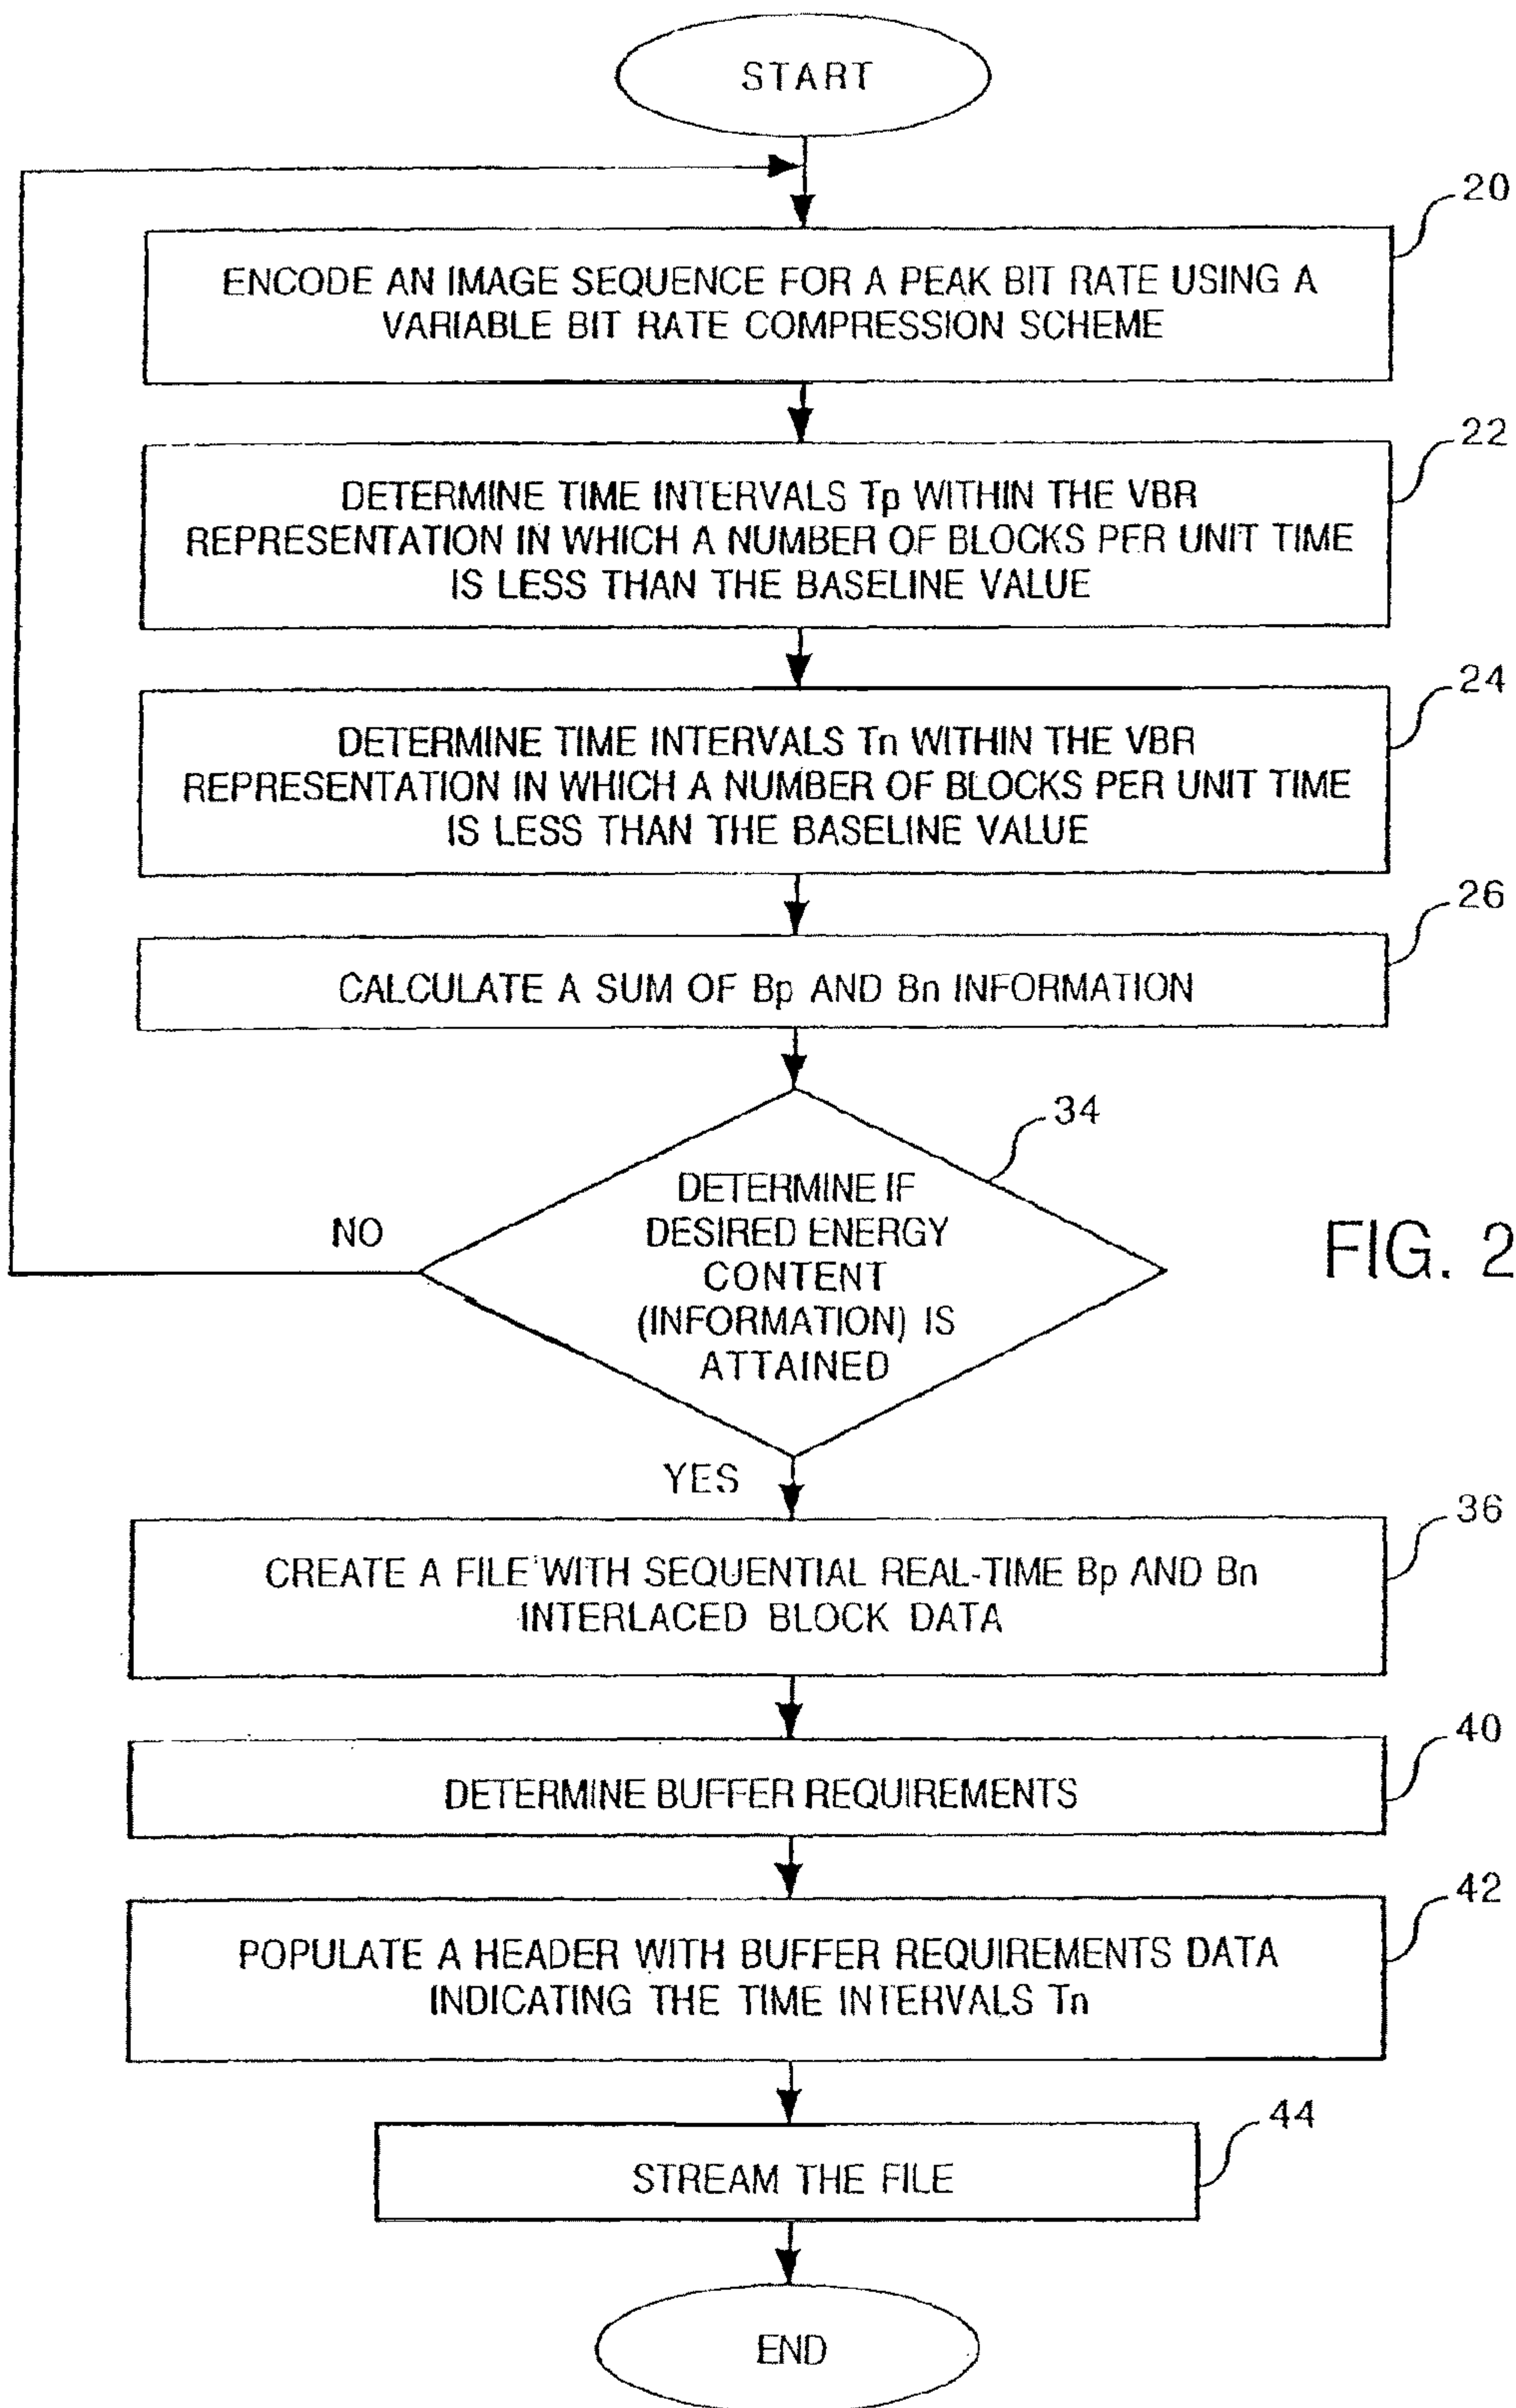 START
20
ENCODE AN IMAGE SEQUENCE FOR A PEAK BIT RATE USING A
VARIABLE BIT RATE COMPRESSION SCHEME
22
DETERMINE TIME INTERVALS Tp WITHIN THE VBR
REPRESENTATION IN WHICH A NUMBER OF BLOCKS PER UNIT TIME
IS LESS THAN THE BASELINE VALUE
24
DETERMINE TIME INTERVALS Tn WITHIN THE VBR
REPRESENTATION IN WHICH A NUMBER OF BLOCKS PER UNIT TIME
IS LESS THAN THE BASELINE VALUE
26
CALCULATE A SUM OF Bp AND Bn INFORMATION
34
DETERMINE IF
DESIRED ENERGY
CONTENT
(INFORMATION) IS
ATTAINED
NO
FIG. 2
YES
36
CREATE A FILE WITH SEQUENTIAL REAL-TIME Bp AND Bn
INTERLACED BLOCK DATA
40
DETERMINE BUFFER REQUIREMENTS
42
POPULATE A HEADER WITH BUFFER REQUIREMENTS DATA
INDICATING THE TIME INTERVALS Tn
44
STREAM THE FILE
END